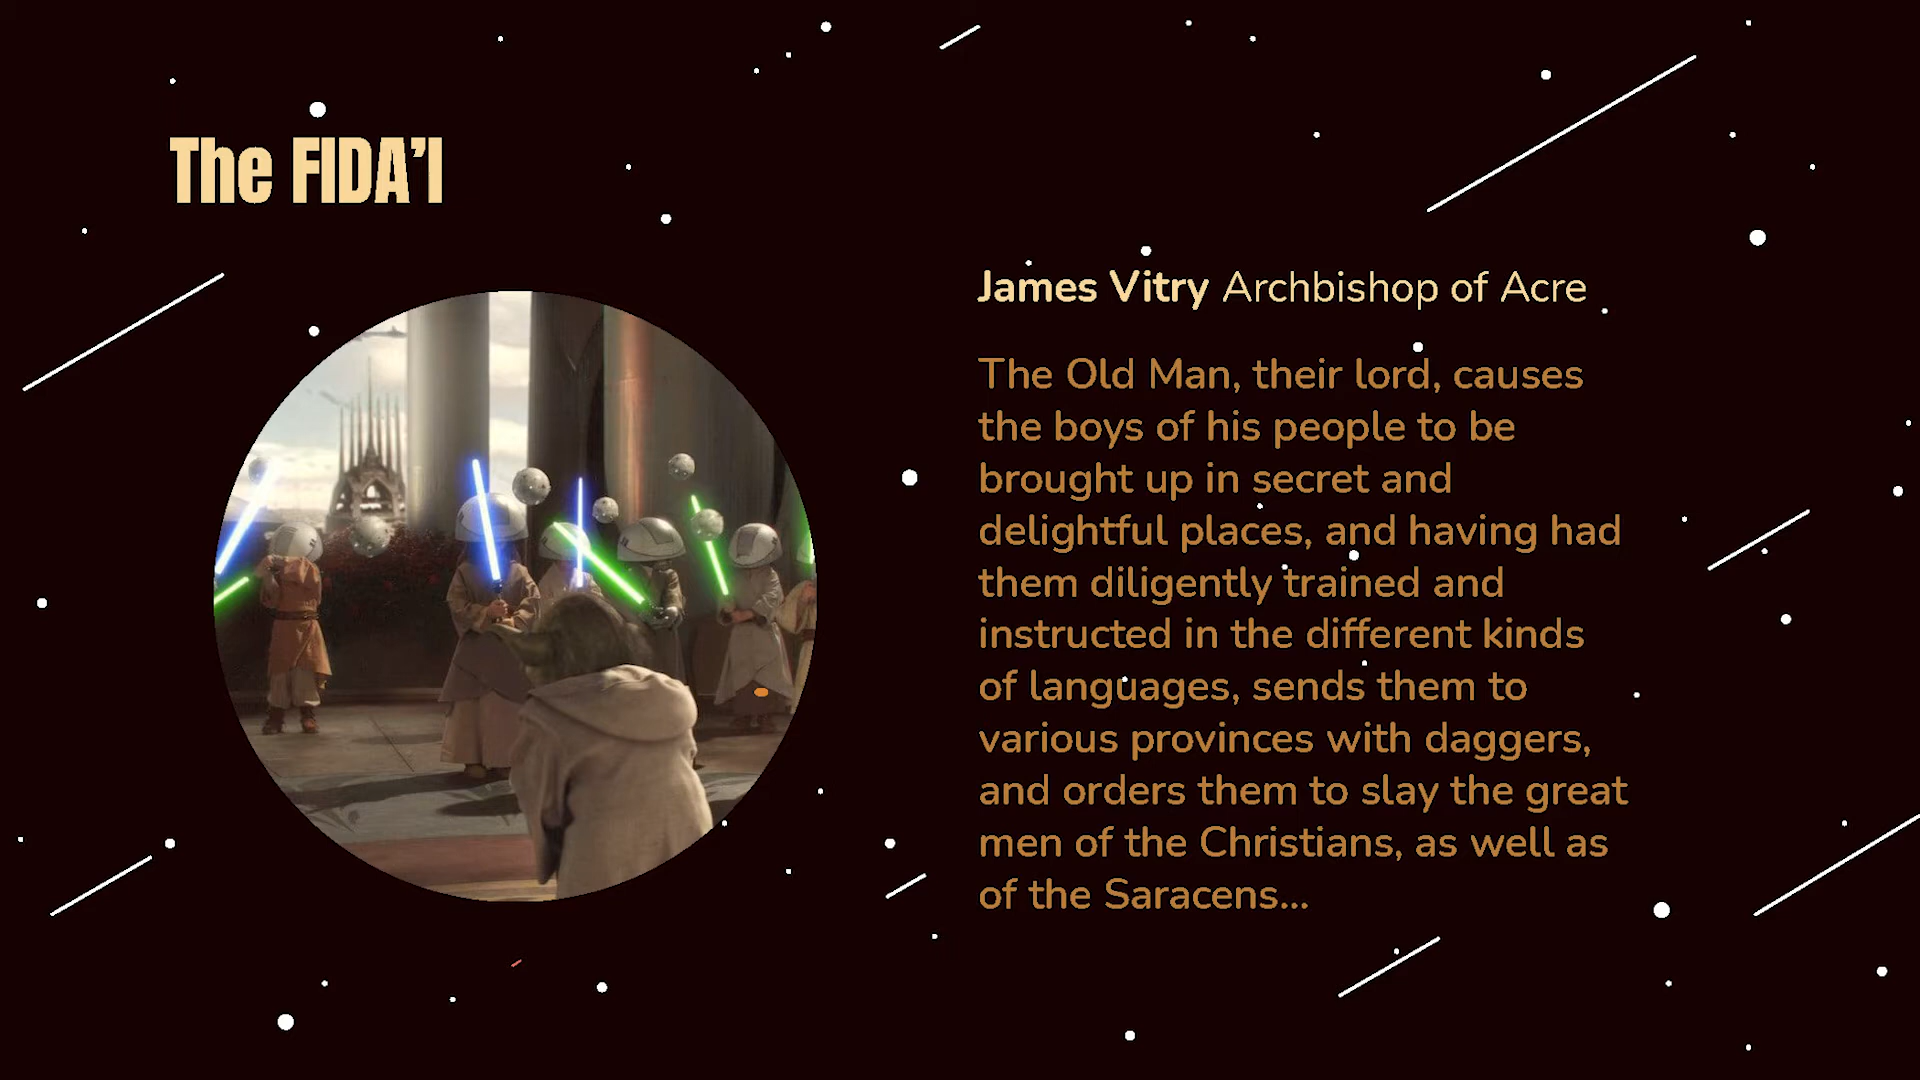 The FIDA’I
James Vitry Archbishop of Acre
The Old Man, their lord, causes
the boys of his people to be
brought up in secret and
delightful places, and having had
them diligently trained and
instructed in the different kinds
of languages, sends them to
various provinces with daggers,
and orders them to slay the great
men of the Christians, as well as
of the Saracens...